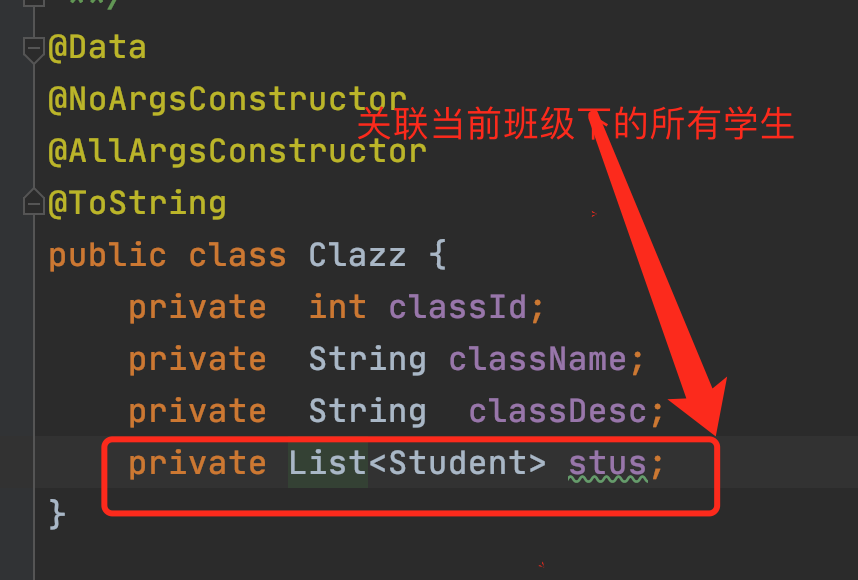 **/
@Data
@NoArgsConstructor
关联当前班级下的所有学生
@AllArgsConstructor
@ToString
public class Clazz {
private  int classId;
private  String className;
private  String  classDesc;
private List<Student> stus;
}